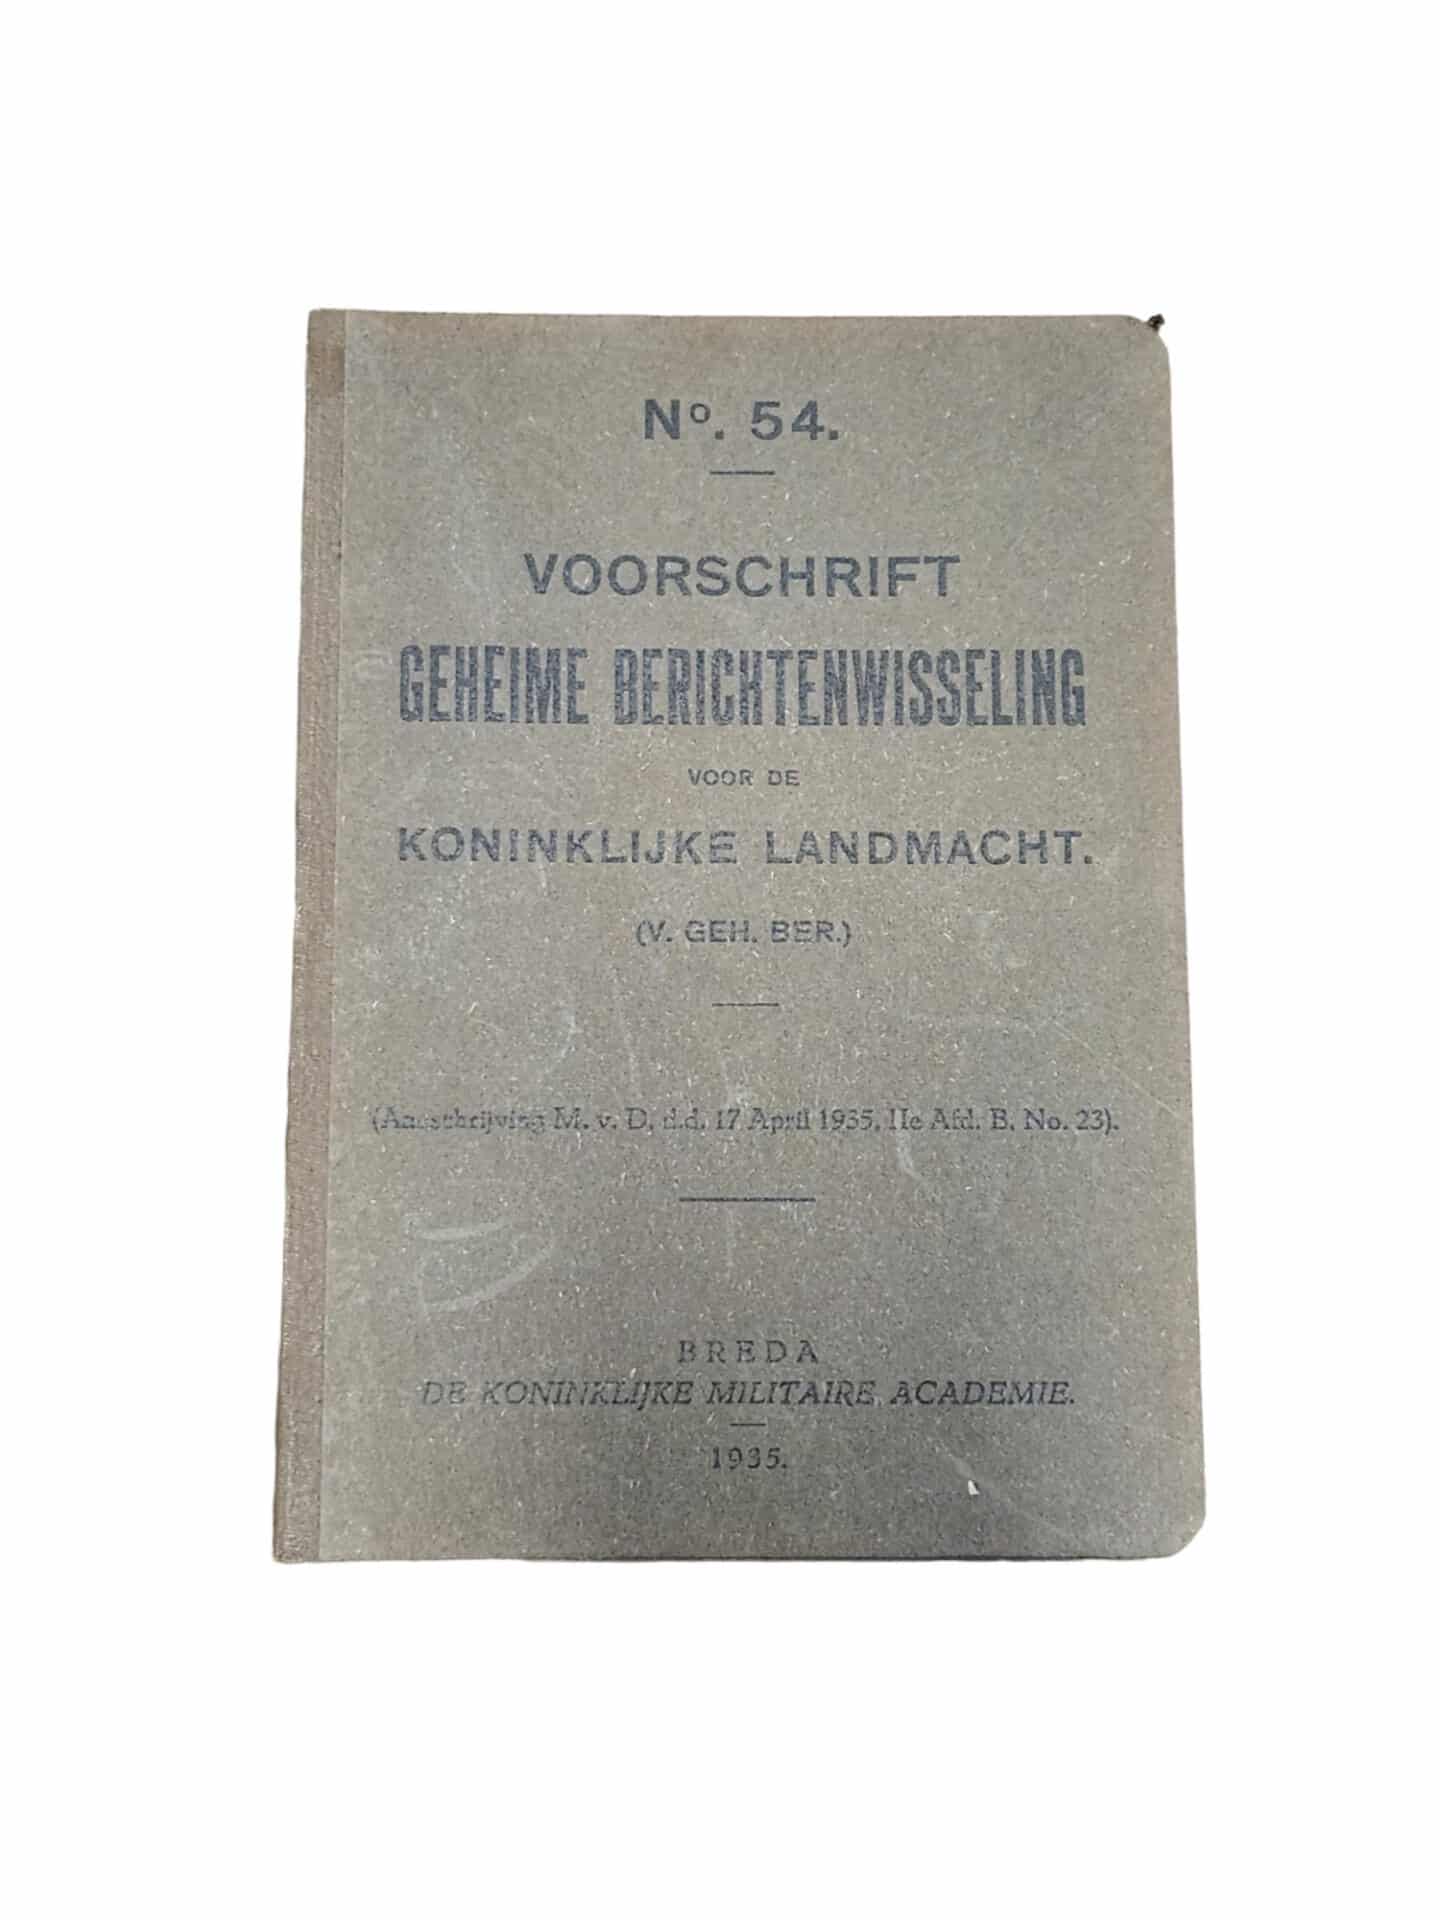 Nº. 54.
VOORSCHRIFT
GEHEIME BERICHTENWISSELING
VOOR DE
KONINKLIJKE LANDMACHT.
(V. GEH. BER.)
(Aanschrijving M. v. D. d.d. 17 April 1935, IIe Afd. B. No. 23).
BREDA
DE KONINKLIJKE MILITAIRE ACADEMIE.
1935.